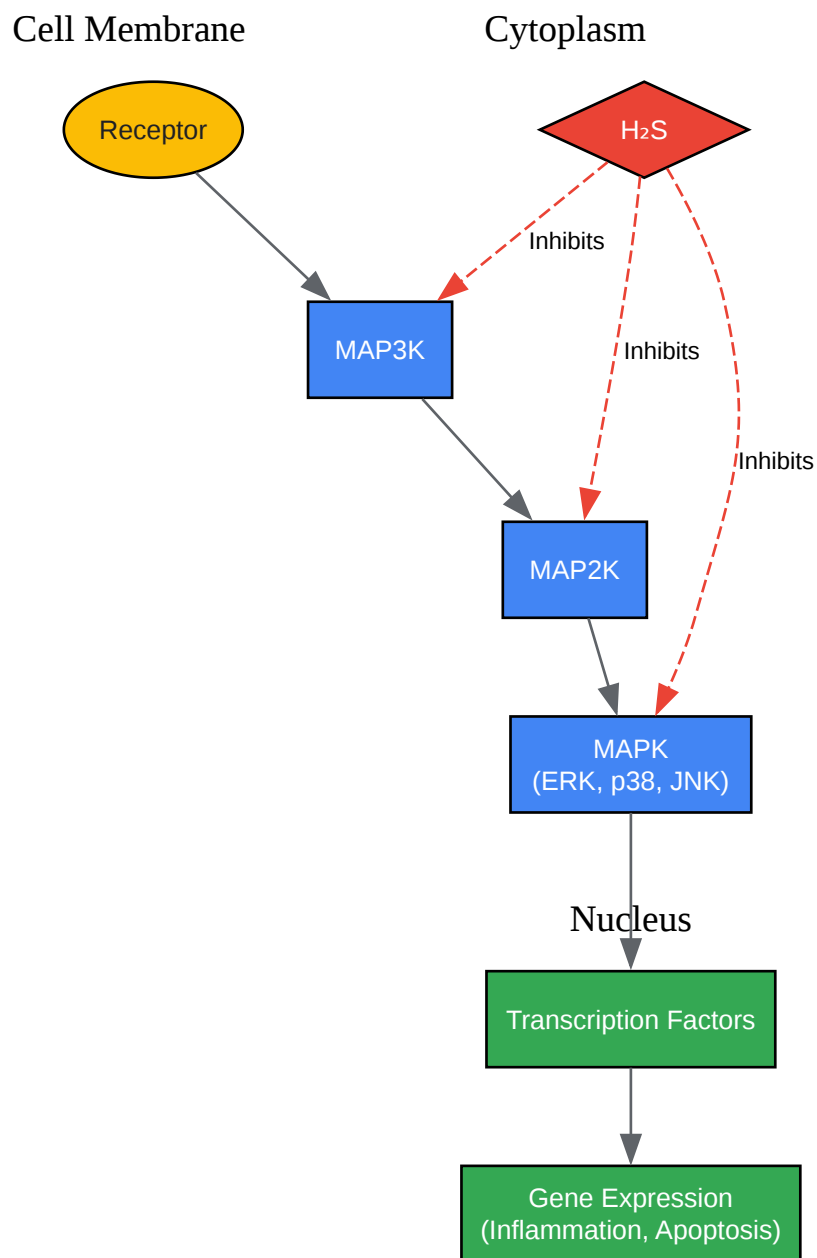 Cell Membrane
Cytoplasm
Receptor
H₂S
Inhibits
MAP3K
Inhibits
Inhibits
MAP2K
MAPK
(ERK, p38, JNK)
Nucleus
Transcription Factors
Gene Expression
(Inflammation, Apoptosis)